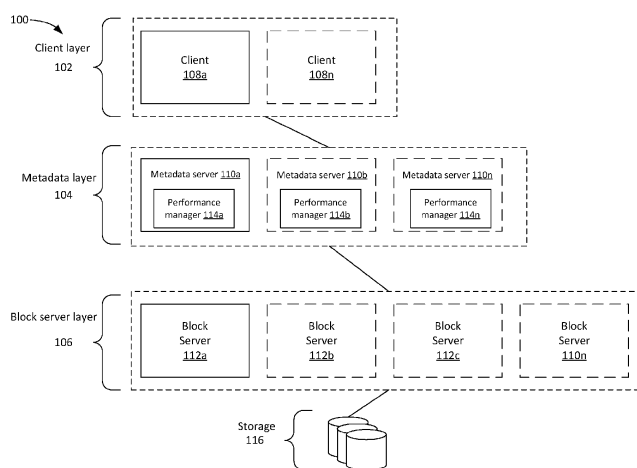 100
Client layer
102
Client
108a
Client
108n
Metadata layer
104
Metadata server 110a
Performance
manager 114a
Metadata server 110b
Performance
manager 114b
Metadata server 110n
Performance
manager 114n
Block server layer
106
Block
Server
112a
Block
Server
112b
Block
Server
112c
Block
Server
110n
Storage
116